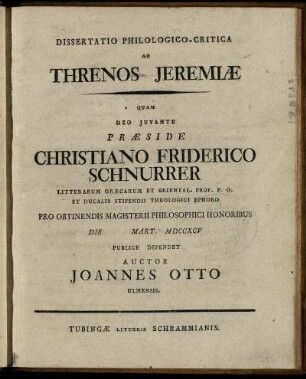 DISSERTATIO PHILOLOGICO-CRITICA
AD
THRENOS JEREMIÆ
QUAM
DEO JUVANTE
PRÆSIDE
CHRISTIANO FRIDERICO
SCHNURRER
LITTERARUM GRÆCARUM ET ORIENTAL. PROF. P. O.
ET DUCALIS STIPENDII THEOLOGICI EPHORO
PRO OBTINENDIS MAGISTERII PHILOSOPHICI HONORIBUS
DIE MART. MDCCXCV
PUBLICE DEFENDET
AUCTOR
JOANNES OTTO
ULMENSIS.
TUBINGÆ LITTERIS SCHRAMMIANIS.